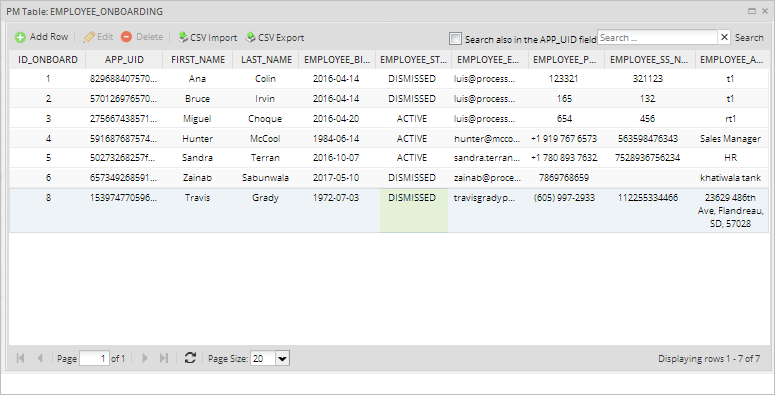 PM Table: EMPLOYEE_ONBOARDING
Add Row Edit Delete CSV Import CSV Export Search also in the APP_UID field Search ... Search
ID_ONBOARD APP_UID FIRST_NAME LAST_NAME EMPLOYEE_BI... EMPLOYEE_ST... EMPLOYEE_E... EMPLOYEE_P... EMPLOYEE_SS_N... EMPLOYEE_A...
1 829688407570... Ana Colin 2016-04-14 DISMISSED luis@process... 123321 321123 t1
2 570126976570... Bruce Irvin 2016-04-14 DISMISSED luis@process... 165 132 t1
3 275667438571... Miguel Choque 2016-04-20 ACTIVE luis@process... 654 456 rt1
4 591687687574... Hunter McCool 1984-06-14 ACTIVE hunter@mcco... +1 919 767 6573 563598476343 Sales Manager
5 50273268257f... Sandra Terran 2016-10-07 ACTIVE sandra.terran... +1 780 893 7632 7528936756234 HR
6 657349268591... Zainab Sabunwala 2017-05-10 DISMISSED zainab@proce... 7869768659 khatiwala tank
8 153974770596... Travis Grady 1972-07-03 DISMISSED travisgradyp... (605) 997-2933 112255334466 23629 486th
Ave, Flandreau,
SD, 57028
Page 1 of 1 Page Size: 20 Displaying rows 1 - 7 of 7